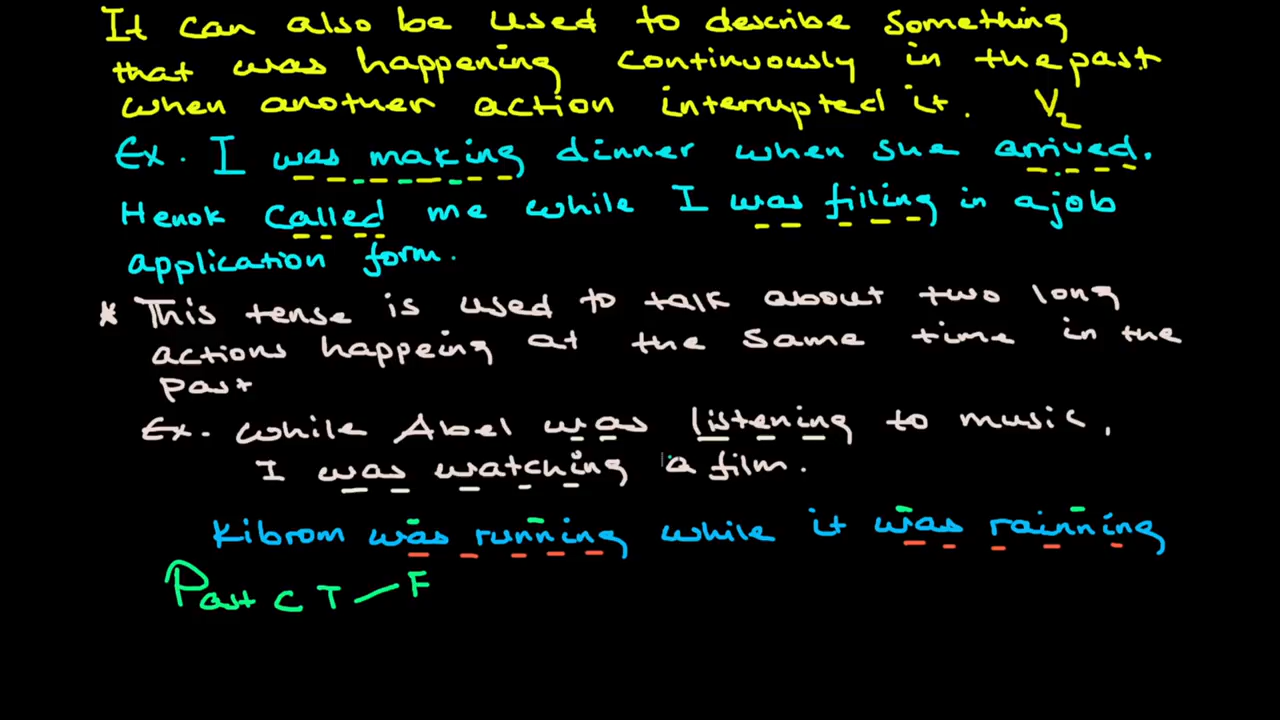 It can also be used to describe something
that was happening continuously in the past
when another action interrupted it. V2
Ex. I was making dinner when she arrived.
Henok called me while I was filling in a job
application form.
* This tense is used to talk about two long
actions happeing at the same time in the
past
Ex. while Abel was listening to music,
I was watching a film.
Kibrom was running while it was rainning
Past C T — F